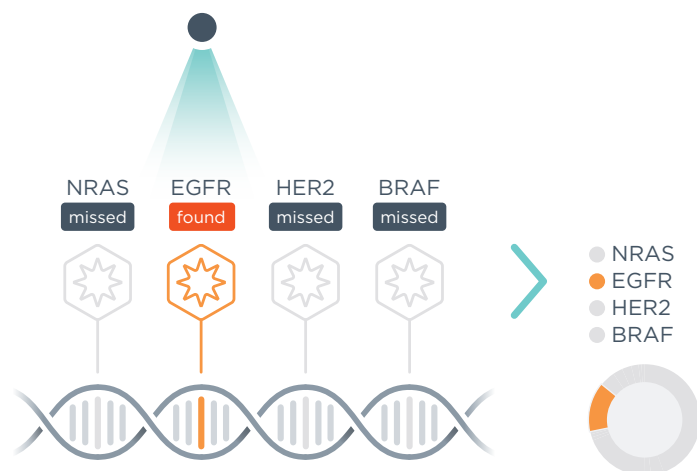 NRAS EGFR HER2 BRAF
missed found missed missed
NRAS
EGFR
HER2
BRAF